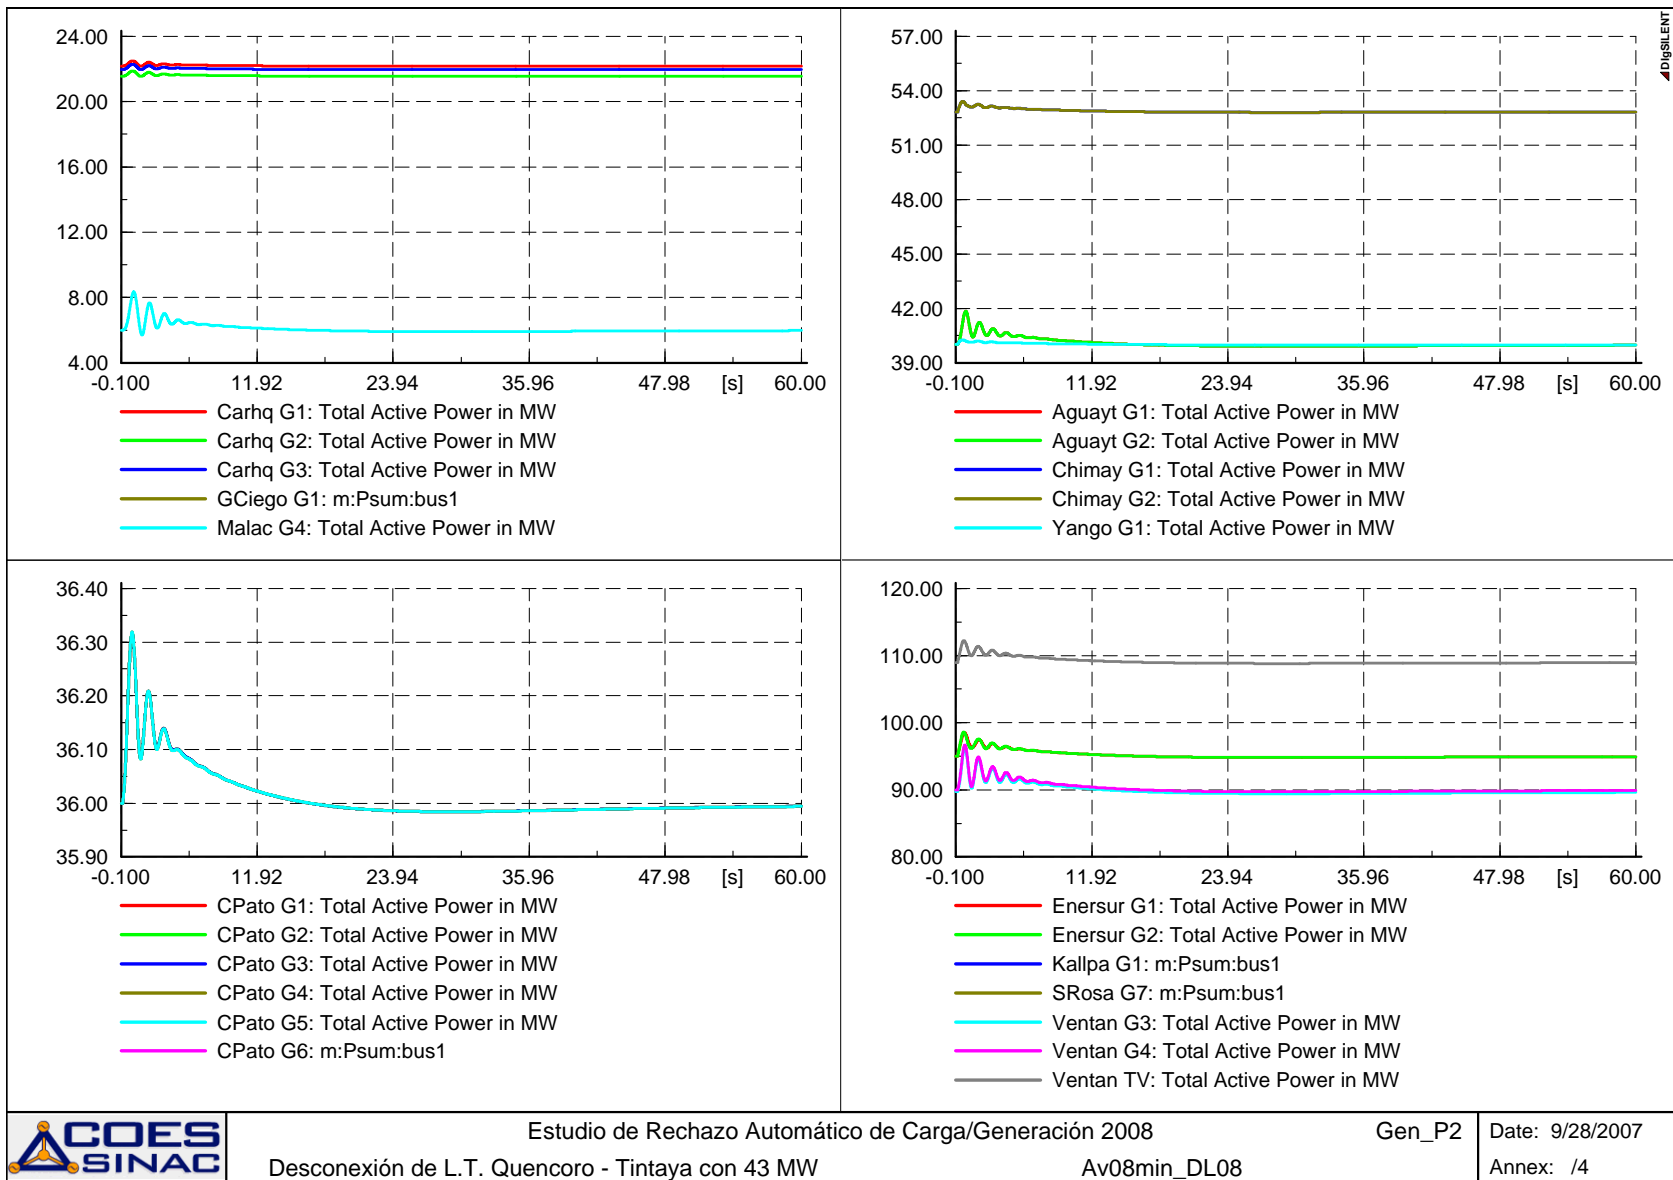 24.00
20.00
16.00
12.00
8.00
4.00
-0.100 11.92 23.94 35.96 47.98 [s] 60.00
Carhq G1: Total Active Power in MW
Carhq G2: Total Active Power in MW
Carhq G3: Total Active Power in MW
GCiego G1: m:Psum:bus1
Malac G4: Total Active Power in MW
57.00
54.00
51.00
48.00
45.00
42.00
39.00
-0.100 11.92 23.94 35.96 47.98 [s] 60.00
Aguayt G1: Total Active Power in MW
Aguayt G2: Total Active Power in MW
Chimay G1: Total Active Power in MW
Chimay G2: Total Active Power in MW
Yango G1: Total Active Power in MW
DIgSILENT
36.40
36.30
36.20
36.10
36.00
35.90
-0.100 11.92 23.94 35.96 47.98 [s] 60.00
CPato G1: Total Active Power in MW
CPato G2: Total Active Power in MW
CPato G3: Total Active Power in MW
CPato G4: Total Active Power in MW
CPato G5: Total Active Power in MW
CPato G6: m:Psum:bus1
120.00
110.00
100.00
90.00
80.00
-0.100 11.92 23.94 35.96 47.98 [s] 60.00
Enersur G1: Total Active Power in MW
Enersur G2: Total Active Power in MW
Kallpa G1: m:Psum:bus1
SRosa G7: m:Psum:bus1
Ventan G3: Total Active Power in MW
Ventan G4: Total Active Power in MW
Ventan TV: Total Active Power in MW
COES
SINAC
Estudio de Rechazo Automático de Carga/Generación 2008 Gen_P2
Desconexión de L.T. Quencoro - Tintaya con 43 MW Av08min_DL08
Date: 9/28/2007
Annex: /4